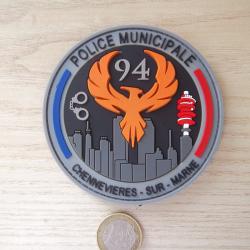 POLICE MUNICIPALE
94
CHENNEVIERES - SUR - MARNE